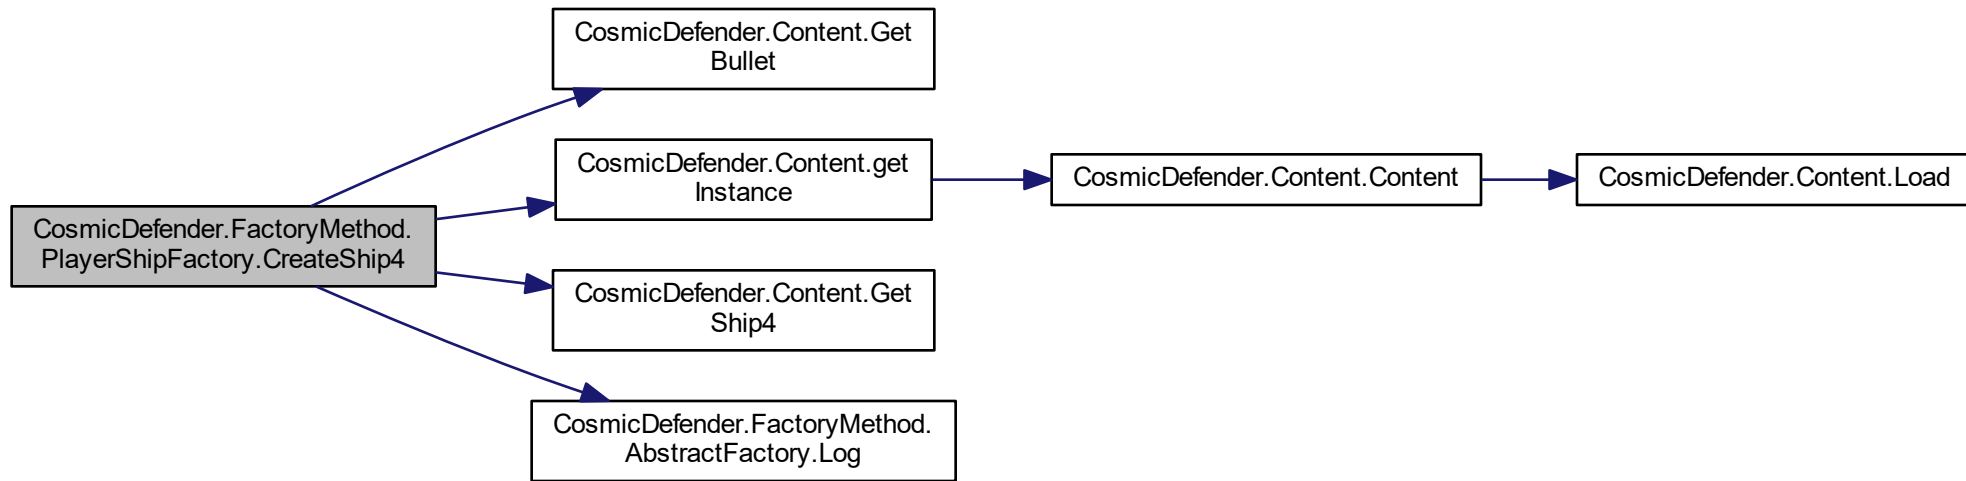 CosmicDefender.FactoryMethod.
PlayerShipFactory.CreateShip4
CosmicDefender.Content.Get
Bullet
CosmicDefender.Content.get
Instance
CosmicDefender.Content.Content
CosmicDefender.Content.Load
CosmicDefender.Content.Get
Ship4
CosmicDefender.FactoryMethod.
AbstractFactory.Log